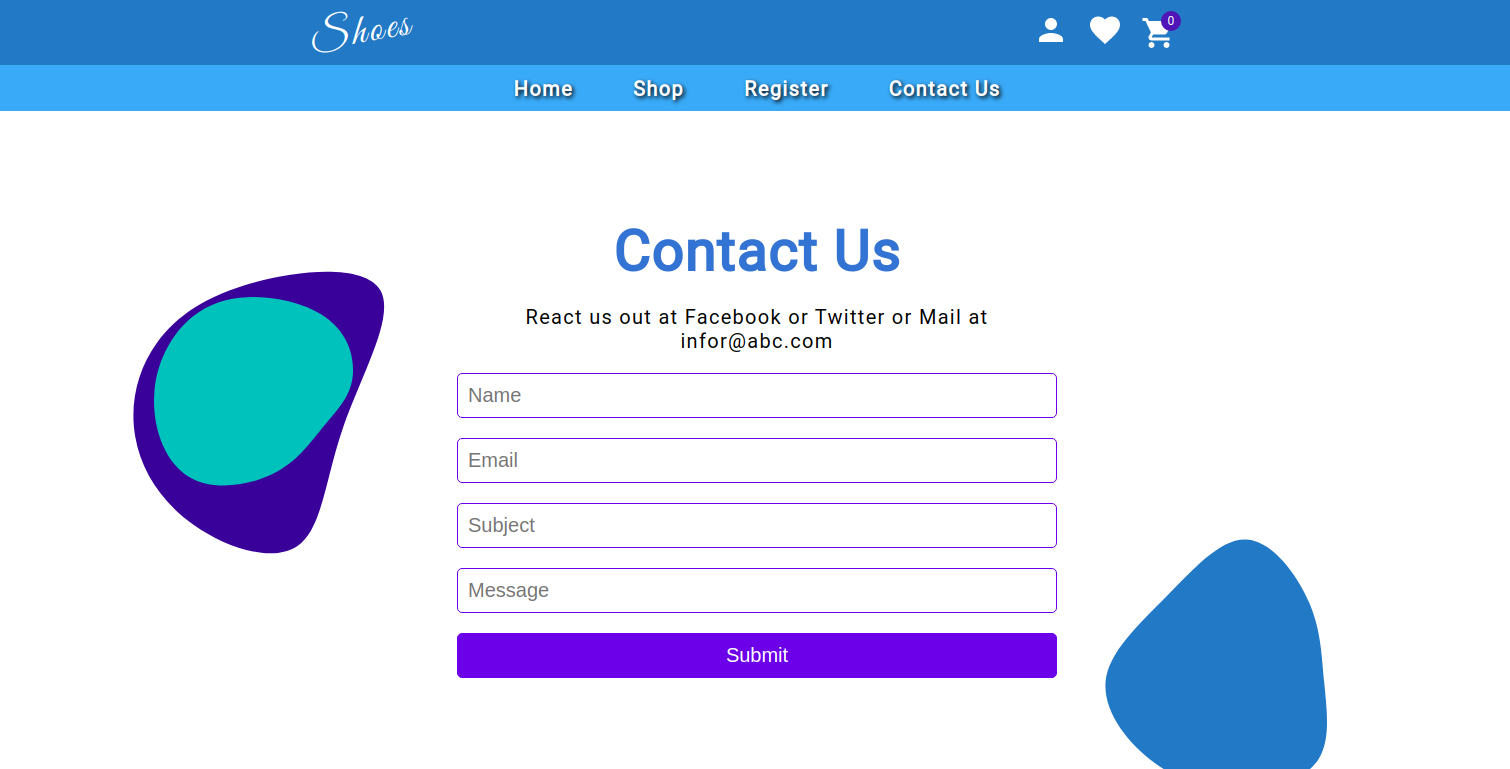 Shoes
0
Home Shop Register Contact Us
Contact Us
React us out at Facebook or Twitter or Mail at
infor@abc.com
Name
Email
Subject
Message
Submit